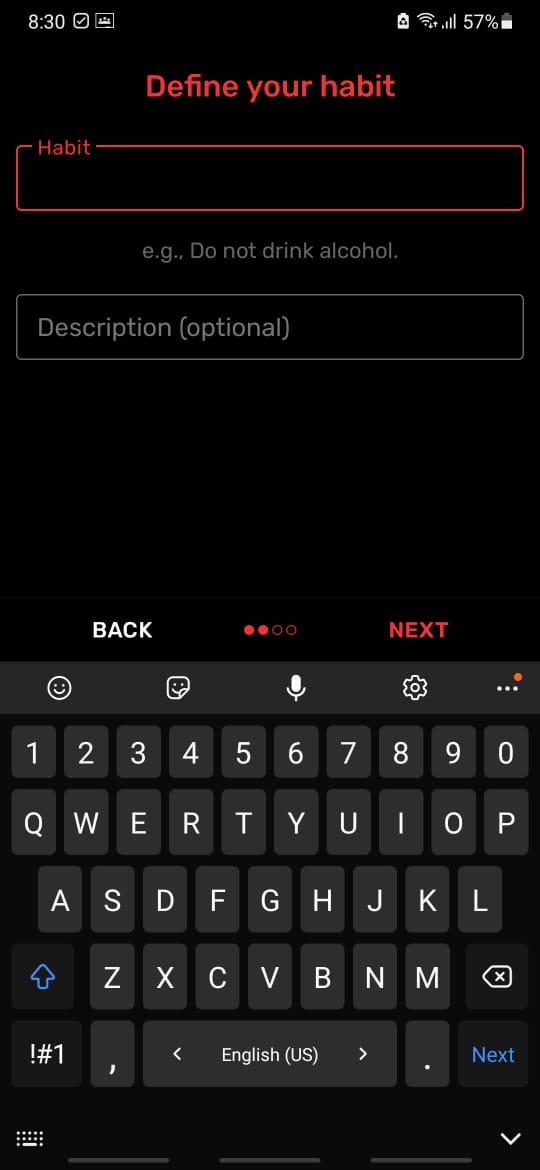 8:30 57%
Define your habit
Habit
e.g., Do not drink alcohol.
Description (optional)
BACK NEXT
1 2 3 4 5 6 7 8 9 0
Q W E R T Y U I O P
A S D F G H J K L
Z X C V B N M
!#1 , < English (US) > . Next